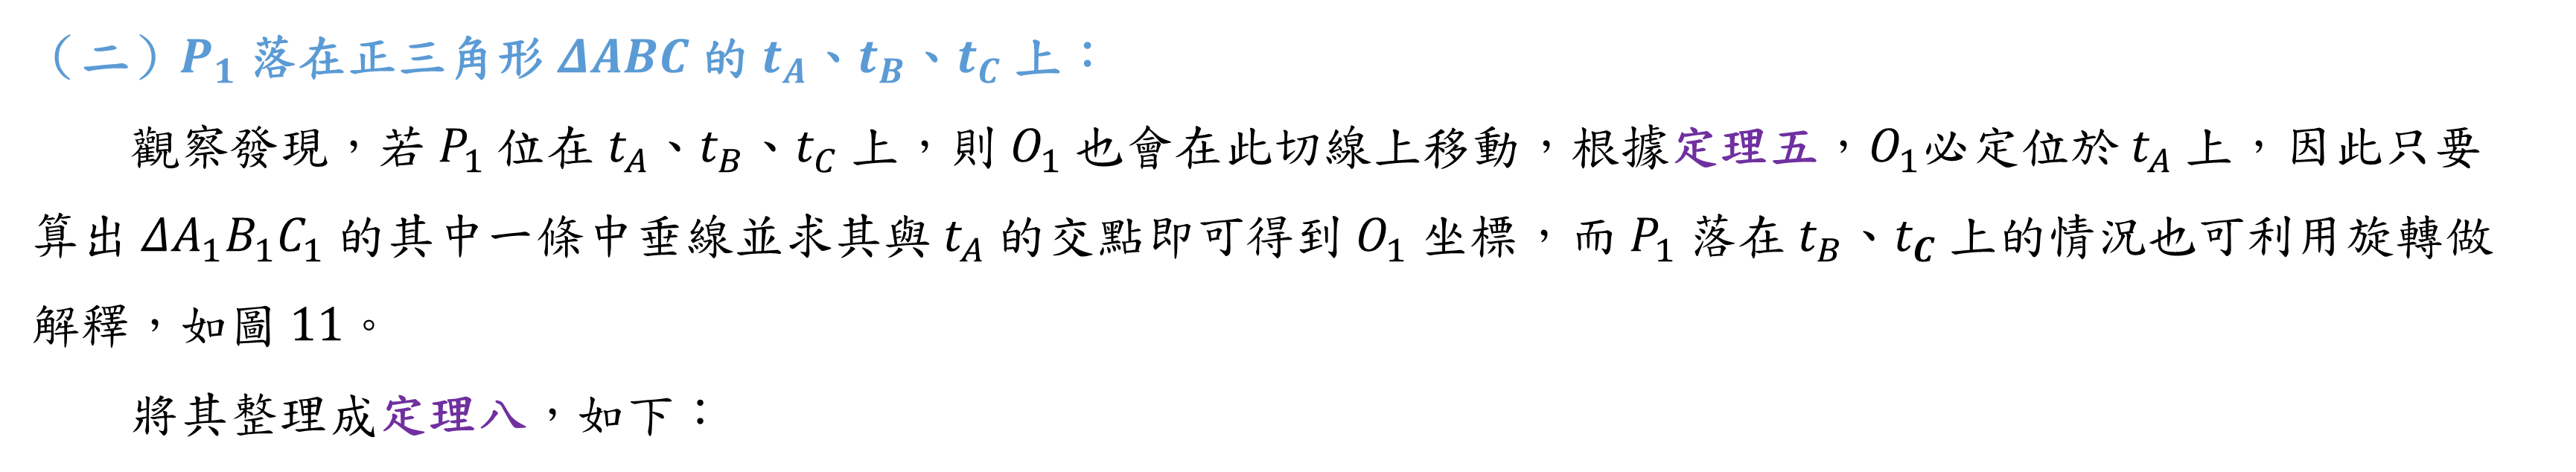 （二）P₁ 落在正三角形 ΔABC 的 t_A、t_B、t_C 上：
觀察發現，若 P₁ 位在 t_A、t_B、t_C 上，則 O₁ 也會在此切線上移動，根據定理五，O₁必定位於 t_A 上，因此只要
算出 ΔA₁B₁C₁ 的其中一條中垂線並求其與 t_A 的交點即可得到 O₁ 坐標，而 P₁ 落在 t_B、t_C 上的情況也可利用旋轉做
解釋，如圖 11。
將其整理成定理八，如下：